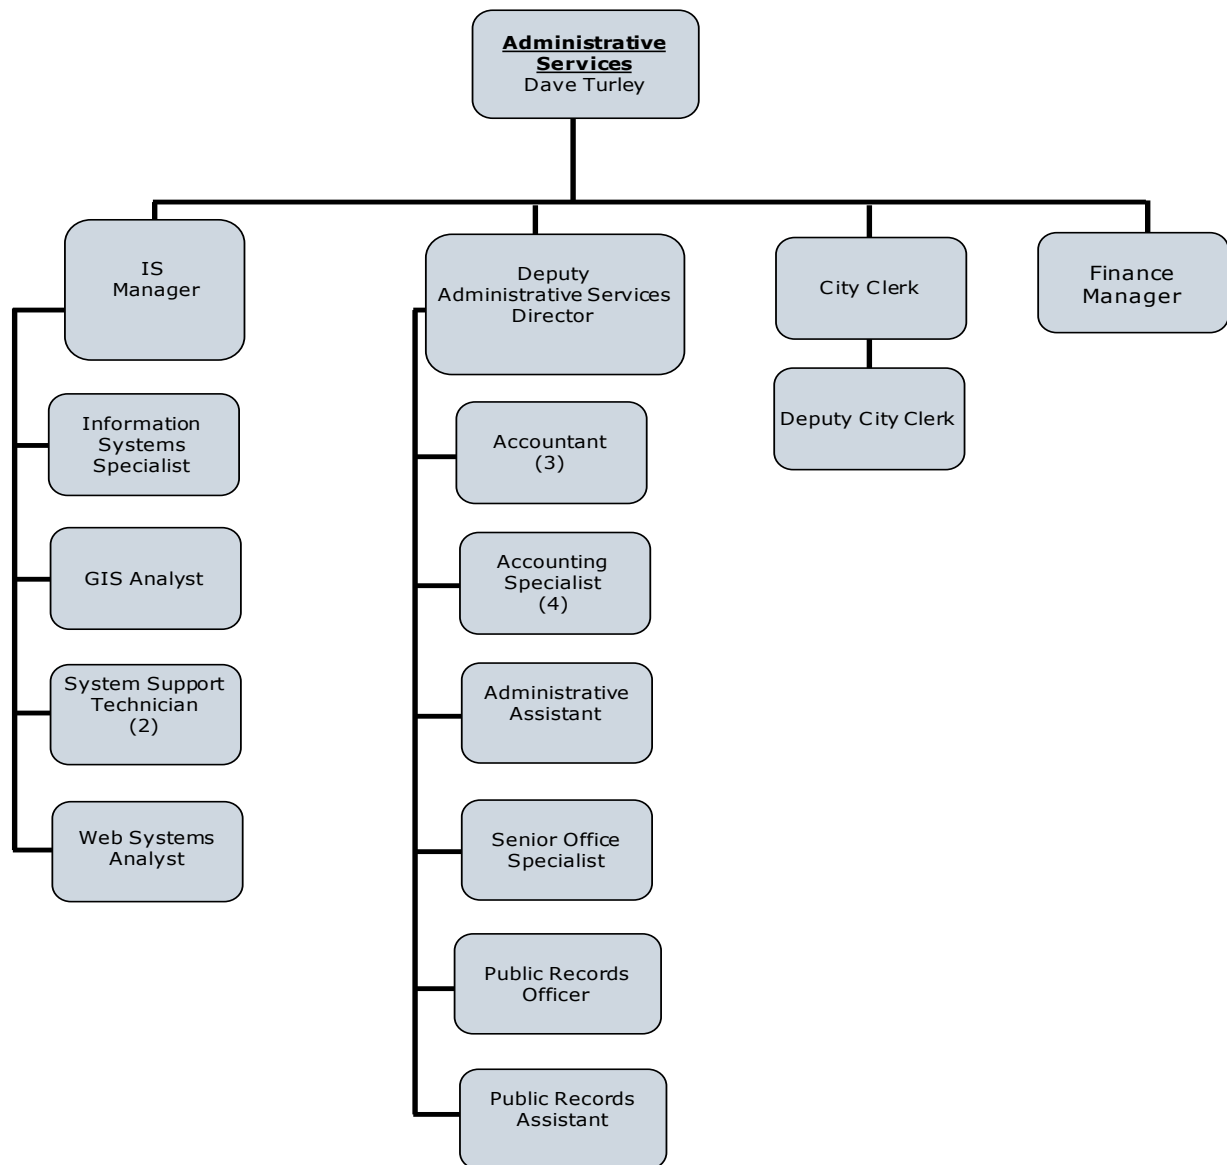 Administrative
Services
Dave Turley
IS
Manager
Deputy
Administrative Services
Director
City Clerk
Finance
Manager
Deputy City Clerk
Information
Systems
Specialist
GIS Analyst
System Support
Technician
(2)
Web Systems
Analyst
Accountant
(3)
Accounting
Specialist
(4)
Administrative
Assistant
Senior Office
Specialist
Public Records
Officer
Public Records
Assistant